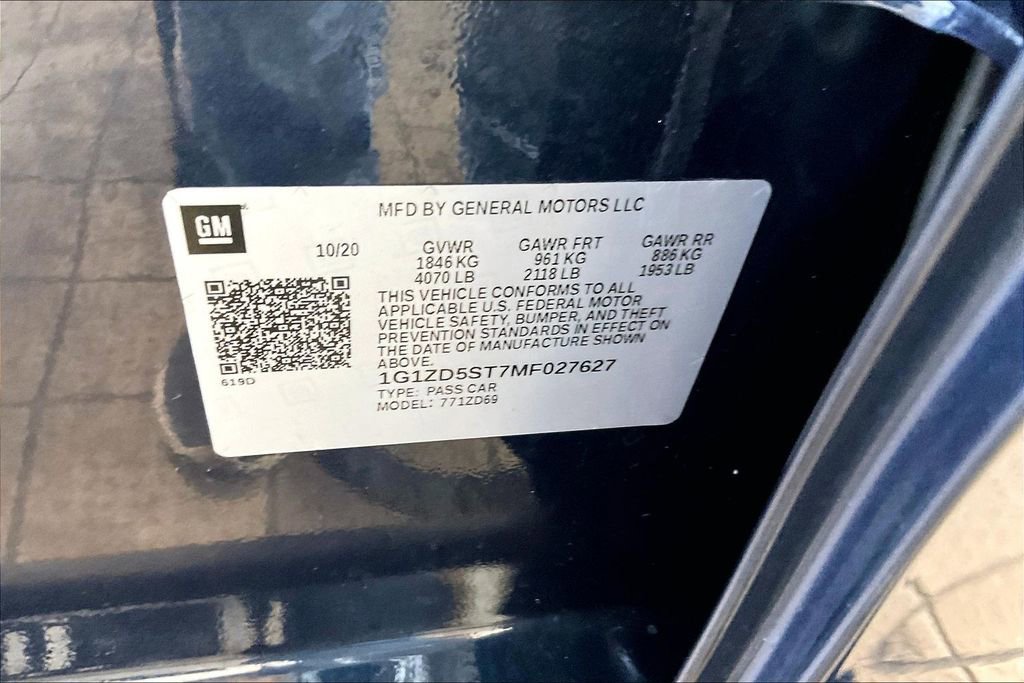 GM
MFD BY GENERAL MOTORS LLC
10/20 GVWR GAWR FRT GAWR RR
1846 KG 961 KG 886 KG
4070 LB 2118 LB 1953 LB
THIS VEHICLE CONFORMS TO ALL
APPLICABLE U.S. FEDERAL MOTOR
VEHICLE SAFETY, BUMPER, AND THEFT
PREVENTION STANDARDS IN EFFECT ON
THE DATE OF MANUFACTURE SHOWN
ABOVE.
619D
1G1ZD5ST7MF027627
TYPE: PASS CAR
MODEL: 771ZD69